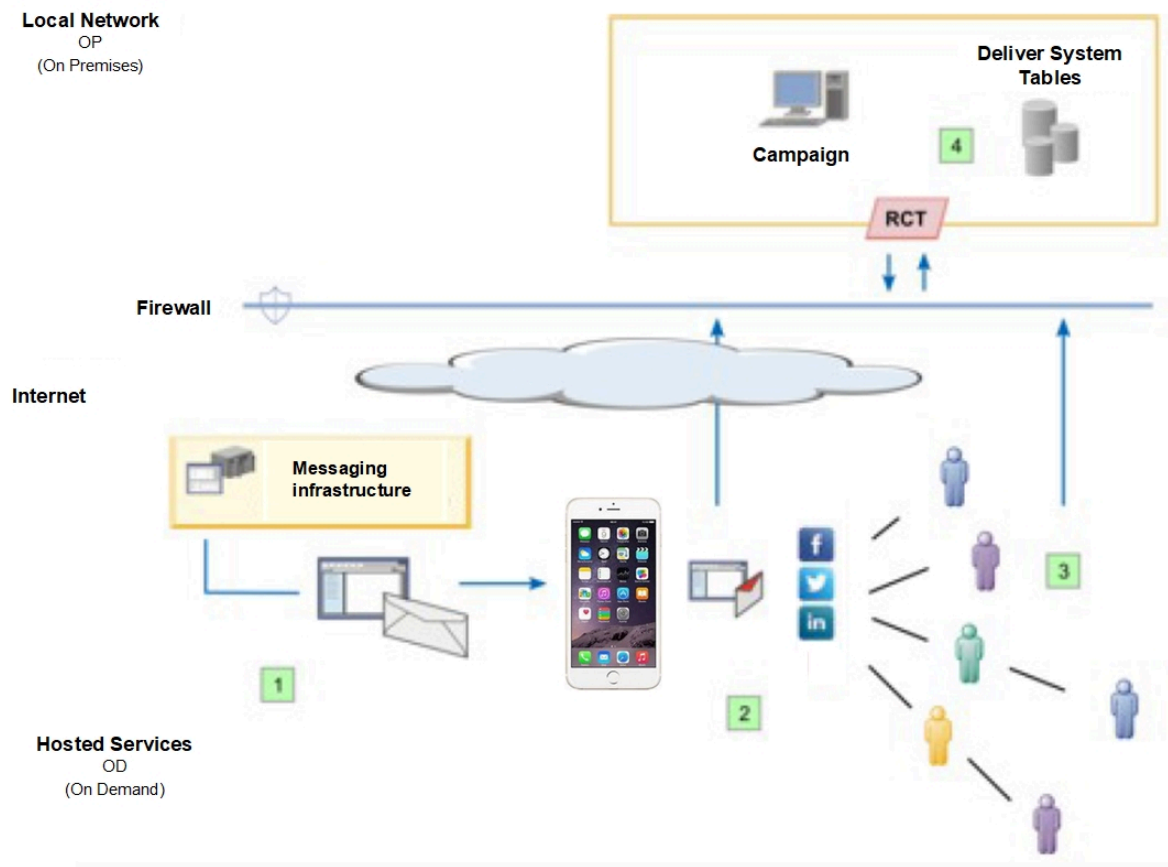 Local Network
OP
(On Premises)
Deliver System
Tables
Campaign
4
RCT
Firewall
Internet
Messaging
infrastructure
f
in
3
1
2
Hosted Services
OD
(On Demand)